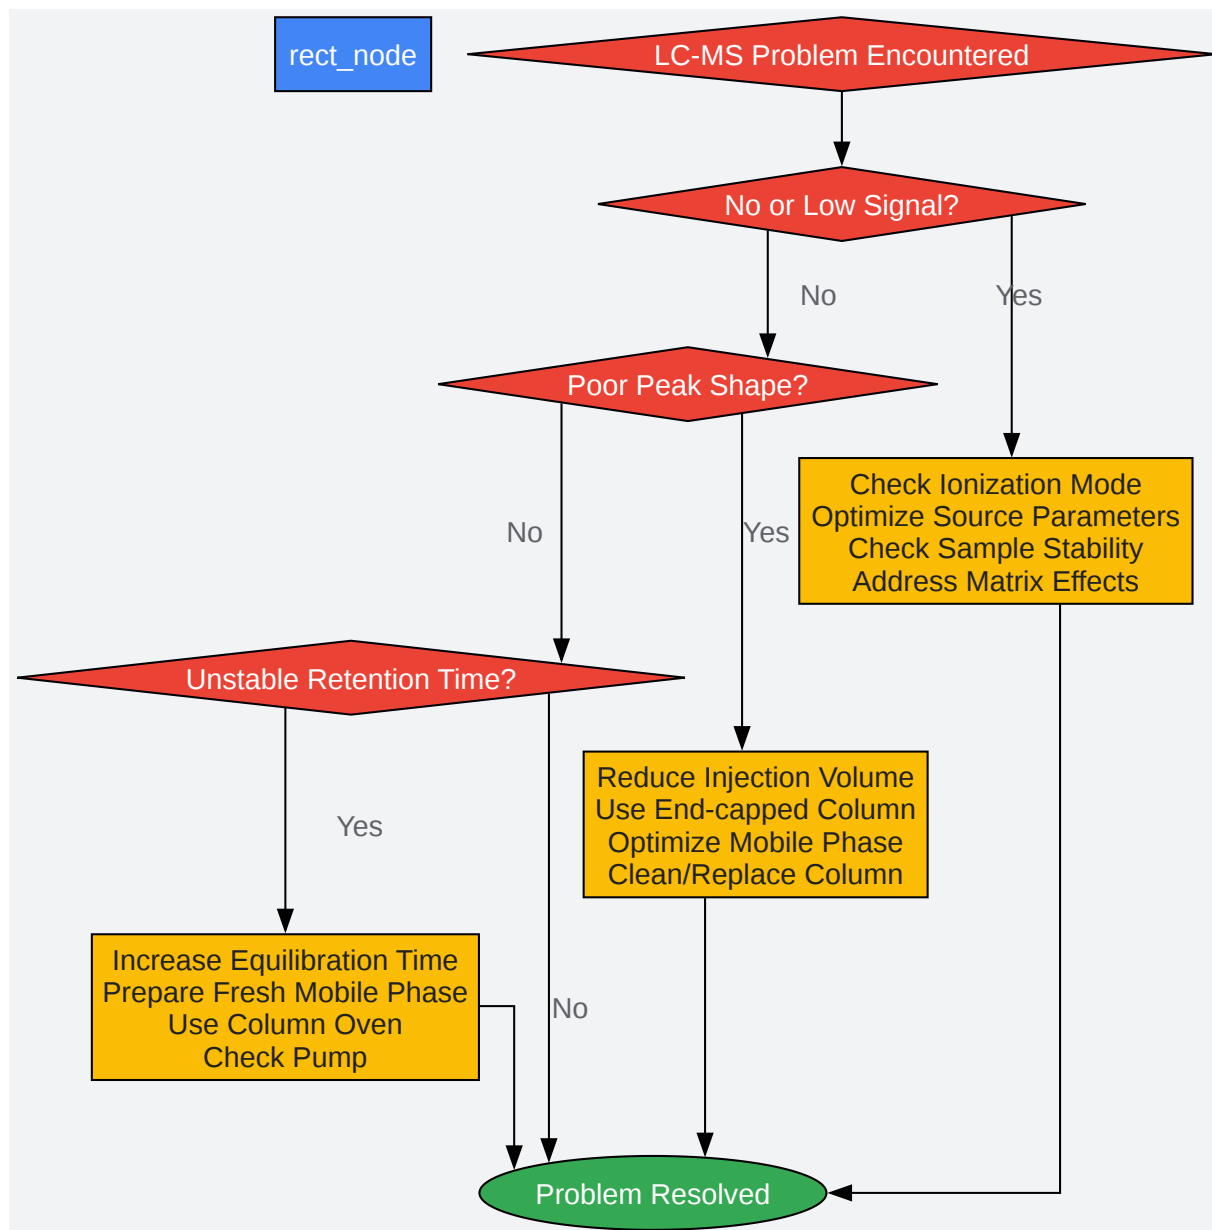 rect_node
LC-MS Problem Encountered
No or Low Signal?
No
Yes
Poor Peak Shape?
Check Ionization Mode
Optimize Source Parameters
Check Sample Stability
Address Matrix Effects
No
Yes
Unstable Retention Time?
Reduce Injection Volume
Use End-capped Column
Optimize Mobile Phase
Clean/Replace Column
Yes
Increase Equilibration Time
Prepare Fresh Mobile Phase
Use Column Oven
Check Pump
No
Problem Resolved